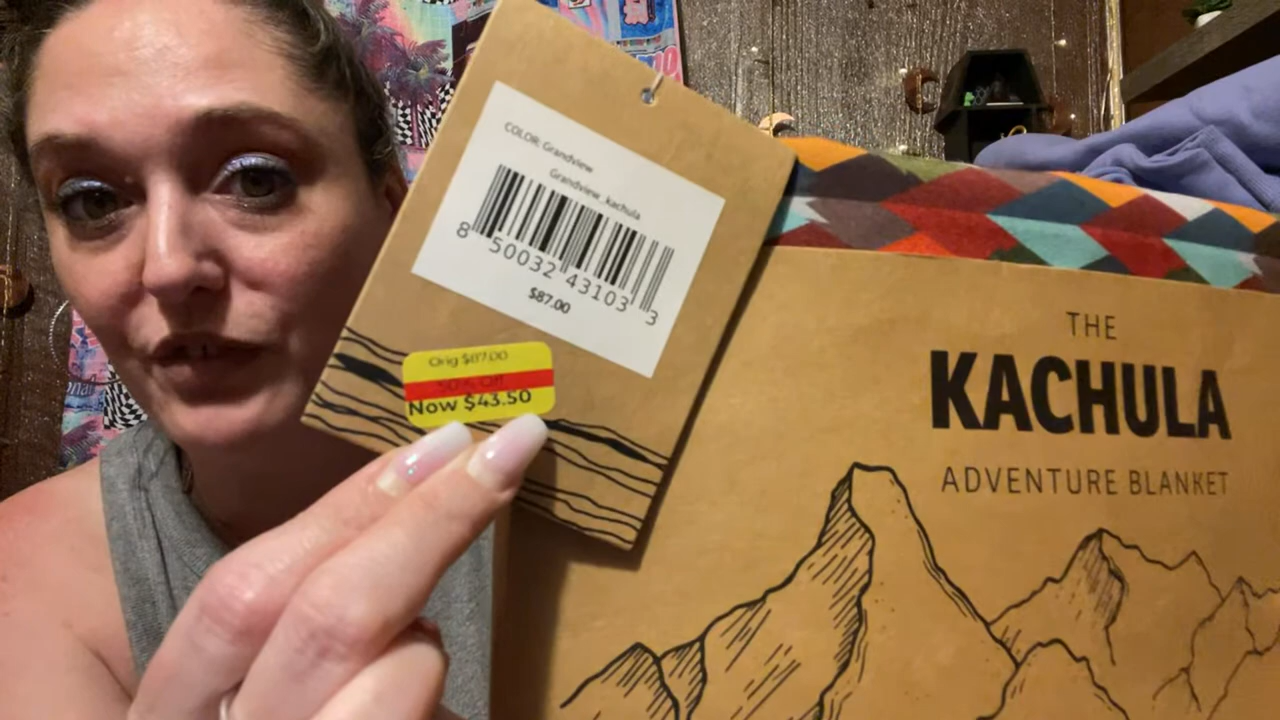 COLOR: Grandview
Grandview_kachula
8 50032 43103 3
$87.00
Orig $87.00
50% Off
Now $43.50
THE
KACHULA
ADVENTURE BLANKET